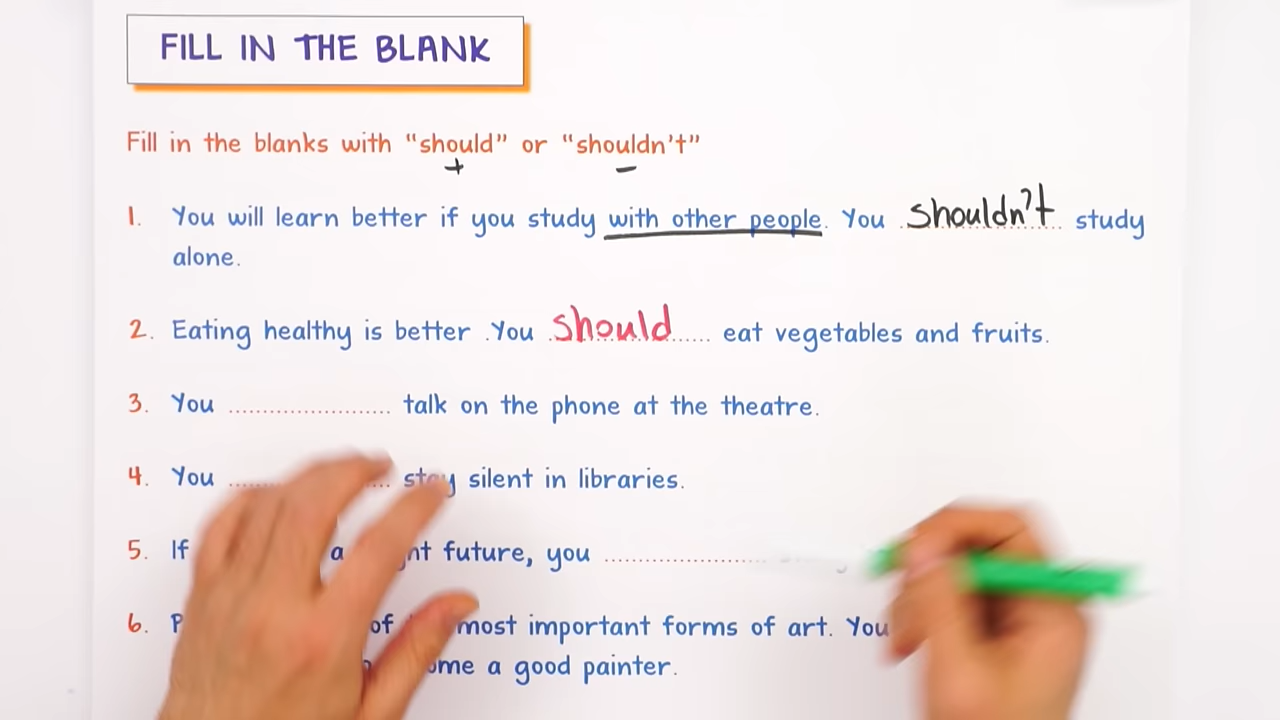 FILL IN THE BLANK
Fill in the blanks with “should” or “shouldn't”
+ –
1. You will learn better if you study with other people. You shouldn't study
alone.
2. Eating healthy is better .You should eat vegetables and fruits.
3. You ...................... talk on the phone at the theatre.
4. You ...................... stay silent in libraries.
5. If a future, you ......................
6. of most important forms of art. You
a good painter.